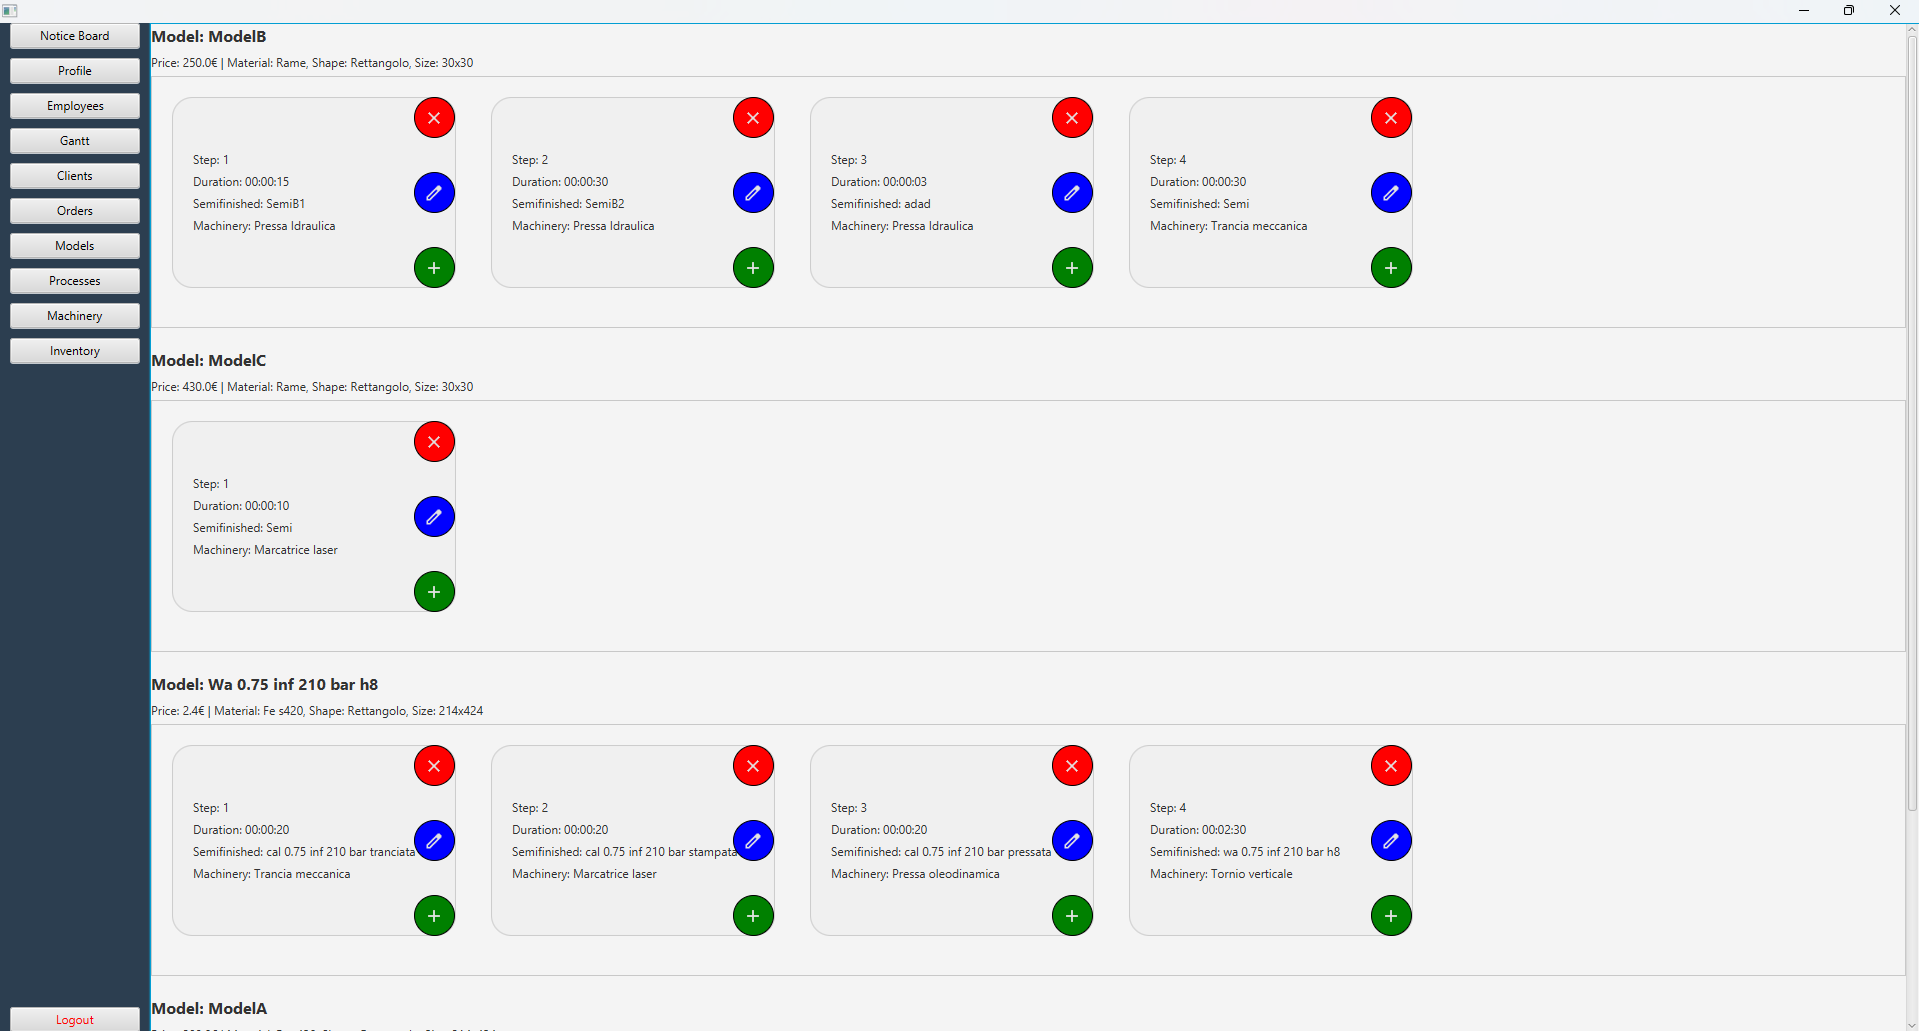 Notice Board
Profile
Employees
Gantt
Clients
Orders
Models
Processes
Machinery
Inventory
Logout
Model: ModelB
Price: 250.0€ | Material: Rame, Shape: Rettangolo, Size: 30x30
Step: 1
Duration: 00:00:15
Semifinished: SemiB1
Machinery: Pressa Idraulica
Step: 2
Duration: 00:00:30
Semifinished: SemiB2
Machinery: Pressa Idraulica
Step: 3
Duration: 00:00:03
Semifinished: adad
Machinery: Pressa Idraulica
Step: 4
Duration: 00:00:30
Semifinished: Semi
Machinery: Trancia meccanica
Model: ModelC
Price: 430.0€ | Material: Rame, Shape: Rettangolo, Size: 30x30
Step: 1
Duration: 00:00:10
Semifinished: Semi
Machinery: Marcatrice laser
Model: Wa 0.75 inf 210 bar h8
Price: 2.4€ | Material: Fe s420, Shape: Rettangolo, Size: 214x424
Step: 1
Duration: 00:00:20
Semifinished: cal 0.75 inf 210 bar tranciata
Machinery: Trancia meccanica
Step: 2
Duration: 00:00:20
Semifinished: cal 0.75 inf 210 bar stampata
Machinery: Marcatrice laser
Step: 3
Duration: 00:00:20
Semifinished: cal 0.75 inf 210 bar pressata
Machinery: Pressa oleodinamica
Step: 4
Duration: 00:02:30
Semifinished: wa 0.75 inf 210 bar h8
Machinery: Tornio verticale
Model: ModelA